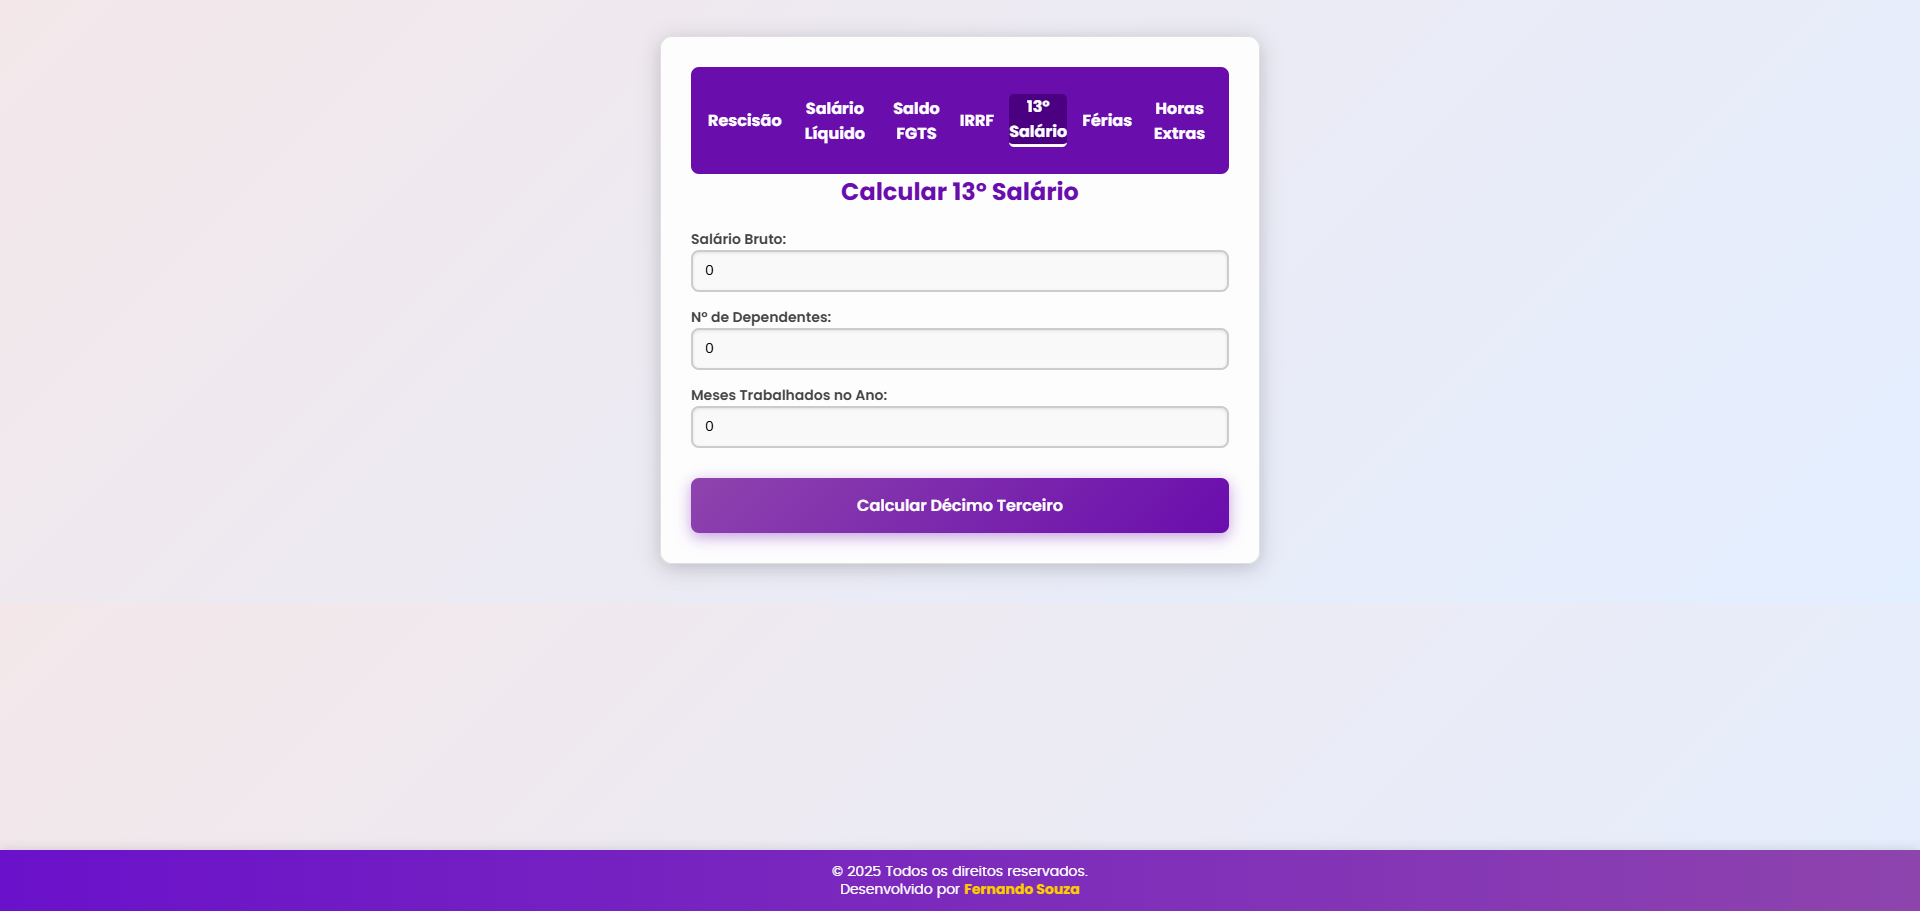 Rescisão
Salário
Líquido
Saldo
FGTS
IRRF
13º
Salário
Férias
Horas
Extras
Calcular 13º Salário
Salário Bruto:
0
Nº de Dependentes:
0
Meses Trabalhados no Ano:
0
Calcular Décimo Terceiro
© 2025 Todos os direitos reservados.
Desenvolvido por Fernando Souza